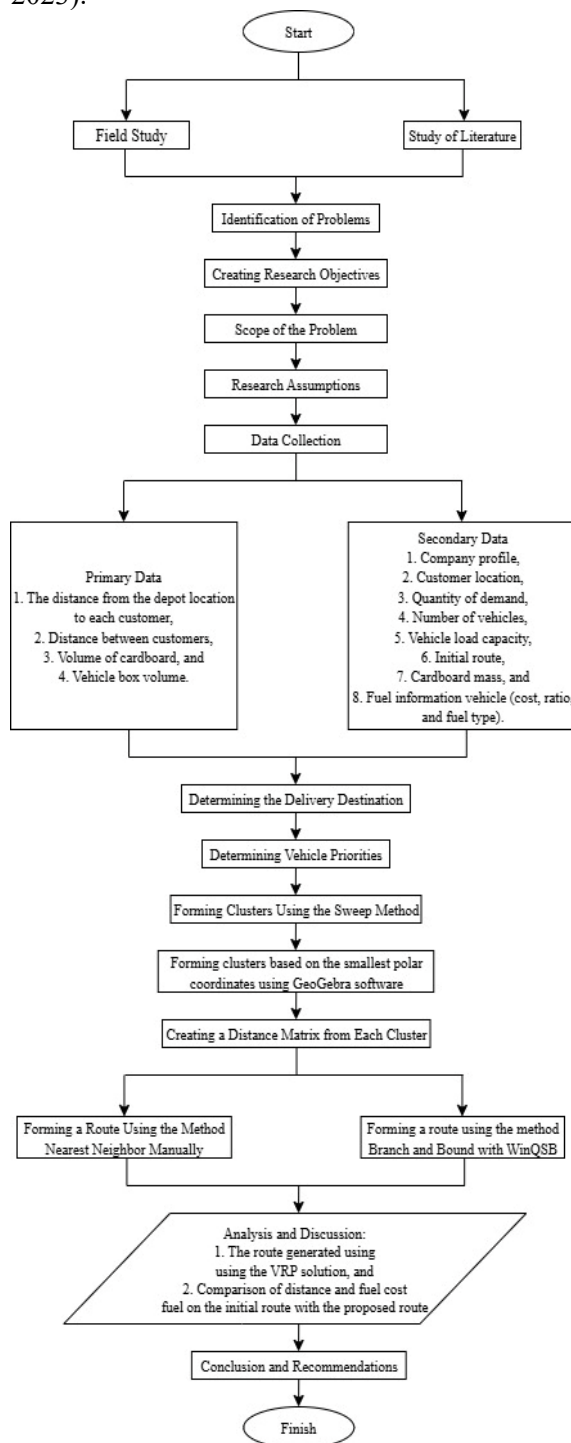 2023).
Start
Field Study
Study of Literature
Identification of Problems
Creating Research Objectives
Scope of the Problem
Research Assumptions
Data Collection
Primary Data
1. The distance from the depot location
to each customer,
2. Distance between customers,
3. Volume of cardboard, and
4. Vehicle box volume.
Secondary Data
1. Company profile,
2. Customer location,
3. Quantity of demand,
4. Number of vehicles,
5. Vehicle load capacity,
6. Initial route,
7. Cardboard mass, and
8. Fuel information vehicle (cost, ratio,
and fuel type).
Determining the Delivery Destination
Determining Vehicle Priorities
Forming Clusters Using the Sweep Method
Forming clusters based on the smallest polar
coordinates using GeoGebra software
Creating a Distance Matrix from Each Cluster
Forming a Route Using the Method
Nearest Neighbor Manually
Forming a route using the method
Branch and Bound with WinQSB
Analysis and Discussion:
1. The route generated using
using the VRP solution, and
2. Comparison of distance and fuel cost
fuel on the initial route with the proposed route
Conclusion and Recommendations
Finish